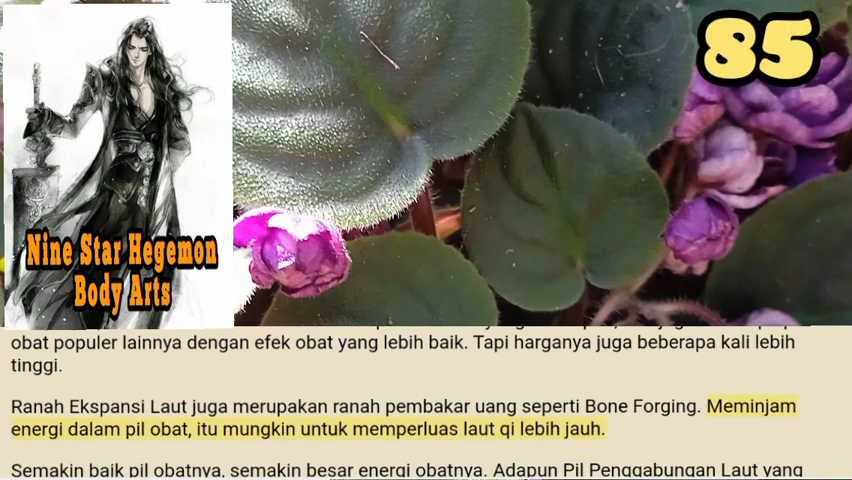 85
Nine Star Hegemon
Body Arts
obat populer lainnya dengan efek obat yang lebih baik. Tapi harganya juga beberapa kali lebih
tinggi.
Ranah Ekspansi Laut juga merupakan ranah pembakar uang seperti Bone Forging. Meminjam
energi dalam pil obat, itu mungkin untuk memperluas laut qi lebih jauh.
Semakin baik pil obatnya, semakin besar energi obatnya. Adapun Pil Penggabungan Laut yang